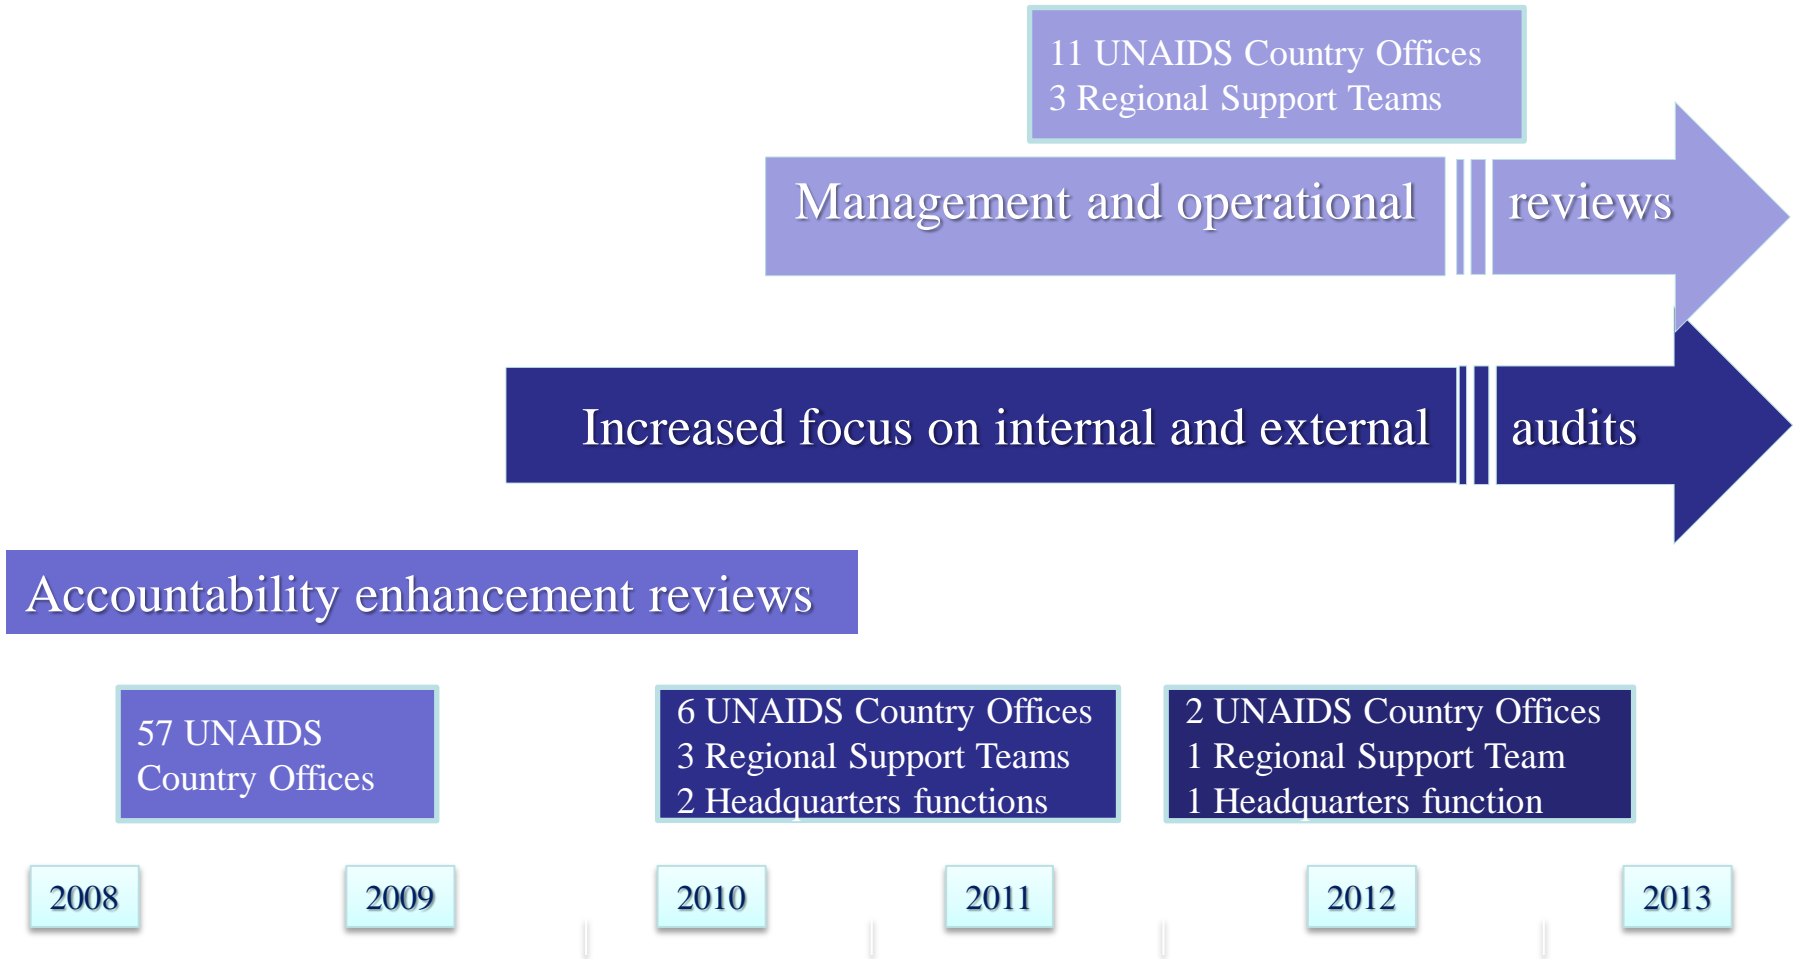 11 UNAIDS Country Offices
3 Regional Support Teams
Management and operational reviews
Increased focus on internal and external audits
Accountability enhancement reviews
57 UNAIDS
Country Offices
6 UNAIDS Country Offices
3 Regional Support Teams
2 Headquarters functions
2 UNAIDS Country Offices
1 Regional Support Team
1 Headquarters function
2008
2009
2010
2011
2012
2013